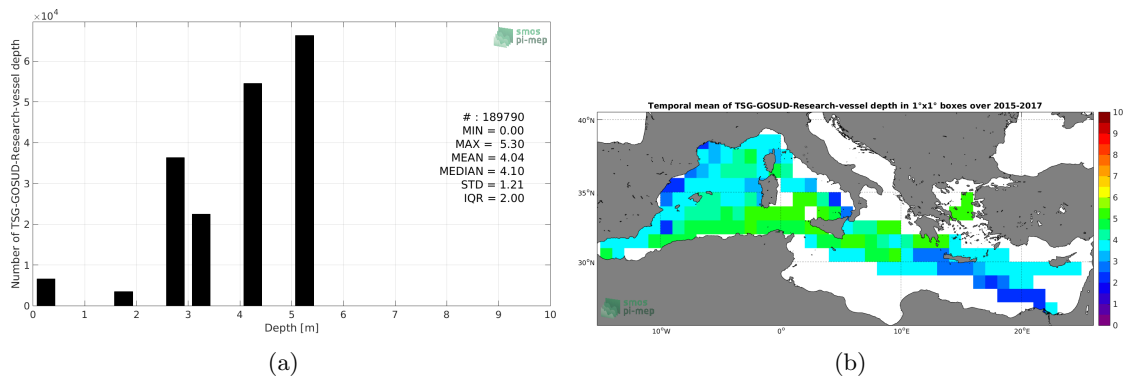 ×10⁴
6
5
4
3
2
1
0
Number of TSG-GOSUD-Research-vessel depth
smos
pi-mep
# : 189790
MIN = 0.00
MAX = 5.30
MEAN = 4.04
MEDIAN = 4.10
STD = 1.21
IQR = 2.00
0 1 2 3 4 5 6 7 8 9 10
Depth [m]
(a)
Temporal mean of TSG-GOSUD-Research-vessel depth in 1°x1° boxes over 2015-2017
40°N
35°N
30°N
smos
pi-mep
10°W 0° 10°E 20°E
10
9
8
7
6
5
4
3
2
1
0
(b)